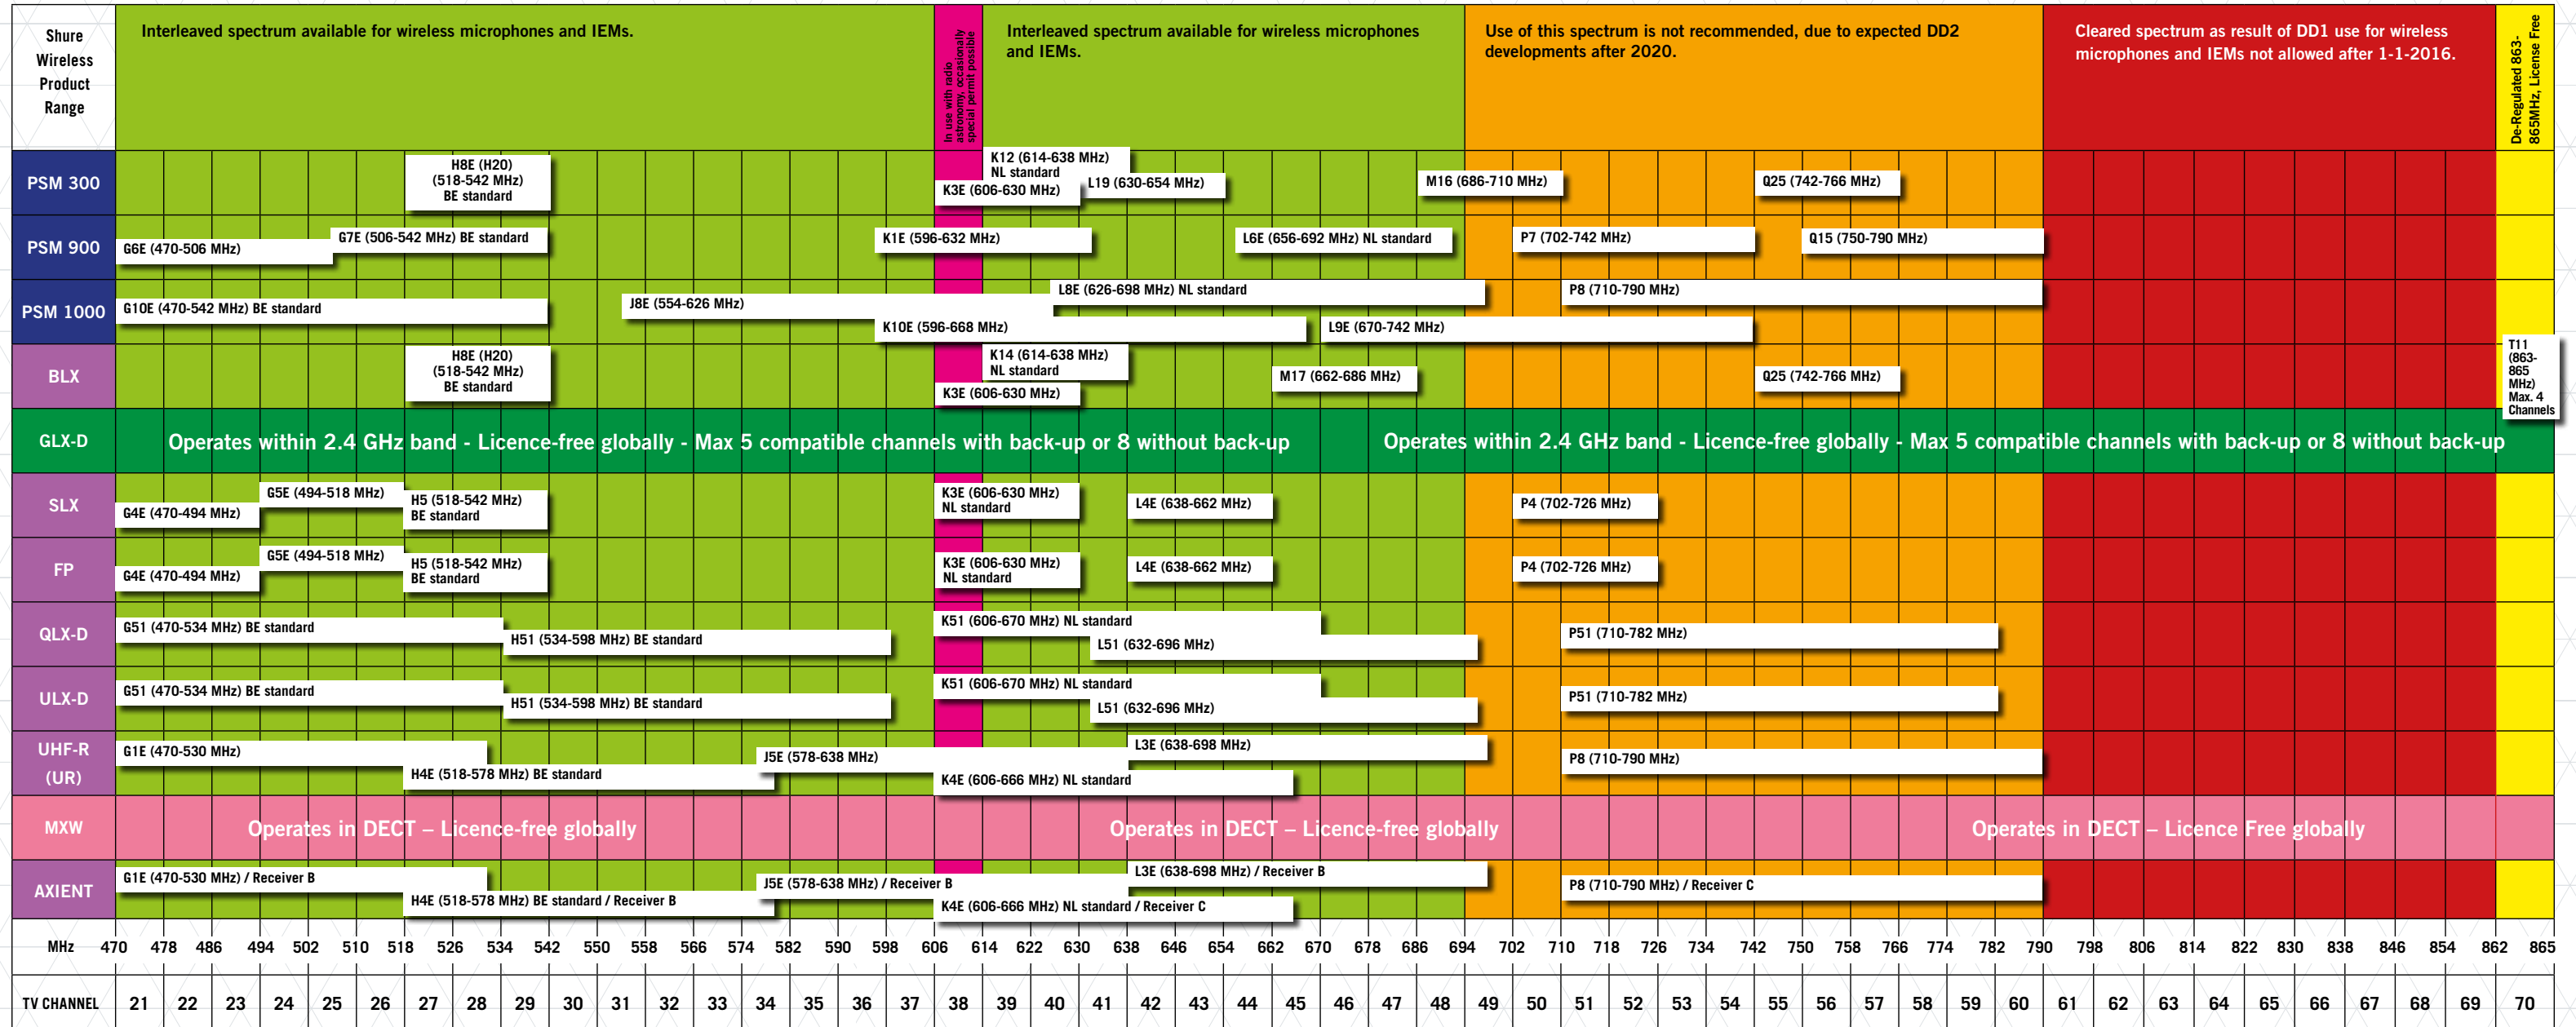 Shure
Wireless
Product
Range
Interleaved spectrum available for wireless microphones and IEMs.
In use with radio
astronomy, occasionally
special permit possible
Interleaved spectrum available for wireless microphones
and IEMs.
Use of this spectrum is not recommended, due to expected DD2
developments after 2020.
Cleared spectrum as result of DD1 use for wireless
microphones and IEMs not allowed after 1-1-2016.
De-Regulated 863-
865MHz, License Free
PSM 300
H8E (H20)
(518-542 MHz)
BE standard
K12 (614-638 MHz)
NL standard
K3E (606-630 MHz)
L19 (630-654 MHz)
M16 (686-710 MHz)
Q25 (742-766 MHz)
PSM 900
G6E (470-506 MHz)
G7E (506-542 MHz) BE standard
K1E (596-632 MHz)
L6E (656-692 MHz) NL standard
P7 (702-742 MHz)
Q15 (750-790 MHz)
PSM 1000
G10E (470-542 MHz) BE standard
J8E (554-626 MHz)
L8E (626-698 MHz) NL standard
K10E (596-668 MHz)
L9E (670-742 MHz)
P8 (710-790 MHz)
BLX
H8E (H20)
(518-542 MHz)
BE standard
K14 (614-638 MHz)
NL standard
K3E (606-630 MHz)
M17 (662-686 MHz)
Q25 (742-766 MHz)
T11
(863-
865
MHz)
Max. 4
Channels
GLX-D
Operates within 2.4 GHz band - Licence-free globally - Max 5 compatible channels with back-up or 8 without back-up
Operates within 2.4 GHz band - Licence-free globally - Max 5 compatible channels with back-up or 8 without back-up
SLX
G4E (470-494 MHz)
G5E (494-518 MHz)
H5 (518-542 MHz)
BE standard
K3E (606-630 MHz)
NL standard
L4E (638-662 MHz)
P4 (702-726 MHz)
FP
G4E (470-494 MHz)
G5E (494-518 MHz)
H5 (518-542 MHz)
BE standard
K3E (606-630 MHz)
NL standard
L4E (638-662 MHz)
P4 (702-726 MHz)
QLX-D
G51 (470-534 MHz) BE standard
H51 (534-598 MHz) BE standard
K51 (606-670 MHz) NL standard
L51 (632-696 MHz)
P51 (710-782 MHz)
ULX-D
G51 (470-534 MHz) BE standard
H51 (534-598 MHz) BE standard
K51 (606-670 MHz) NL standard
L51 (632-696 MHz)
P51 (710-782 MHz)
UHF-R
(UR)
G1E (470-530 MHz)
H4E (518-578 MHz) BE standard
J5E (578-638 MHz)
K4E (606-666 MHz) NL standard
L3E (638-698 MHz)
P8 (710-790 MHz)
MXW
Operates in DECT – Licence-free globally
Operates in DECT – Licence-free globally
Operates in DECT – Licence Free globally
AXIENT
G1E (470-530 MHz) / Receiver B
H4E (518-578 MHz) BE standard / Receiver B
J5E (578-638 MHz) / Receiver B
K4E (606-666 MHz) NL standard / Receiver C
L3E (638-698 MHz) / Receiver B
P8 (710-790 MHz) / Receiver C
MHz 470 478 486 494 502 510 518 526 534 542 550 558 566 574 582 590 598 606 614 622 630 638 646 654 662 670 678 686 694 702 710 718 726 734 742 750 758 766 774 782 790 798 806 814 822 830 838 846 854 862 865
TV CHANNEL 21 22 23 24 25 26 27 28 29 30 31 32 33 34 35 36 37 38 39 40 41 42 43 44 45 46 47 48 49 50 51 52 53 54 55 56 57 58 59 60 61 62 63 64 65 66 67 68 69 70